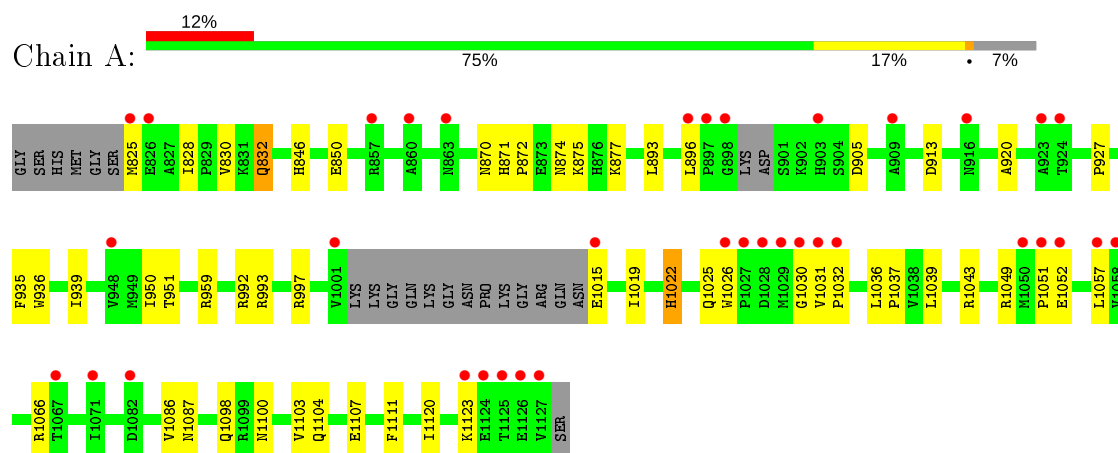 12%
Chain A:
75% 17% • 7%
GLY SER HIS MET GLY SER M825 E826 A827 I828 P829 V830 K831 Q832 H846 E850 R857 A860 N863 N870 H871 P872 E873 N874 K875 H876 K877 L893 L896 P897 G898 LYS ASP S901 K902 H903 S904 D905 A909 D913 N916 A920 A923 T924 P927
F935 W936 I939 V948 M949 I950 T951 R959 R992 R993 R997 V1001 LYS LYS GLY GLN LYS GLY ASN PRO LYS GLY ARG GLN ASN E1015 I1019 H1022 Q1025 W1026 P1027 D1028 M1029 G1030 V1031 P1032 L1036 P1037 V1038 L1039 R1043 R1049 M1050 P1051 E1052 L1057
R1066 T1067 I1071 D1082 V1086 N1087 Q1098 R1099 N1100 V1103 Q1104 E1107 F1111 I1120 K1123 E1124 T1125 E1126 V1127 SER